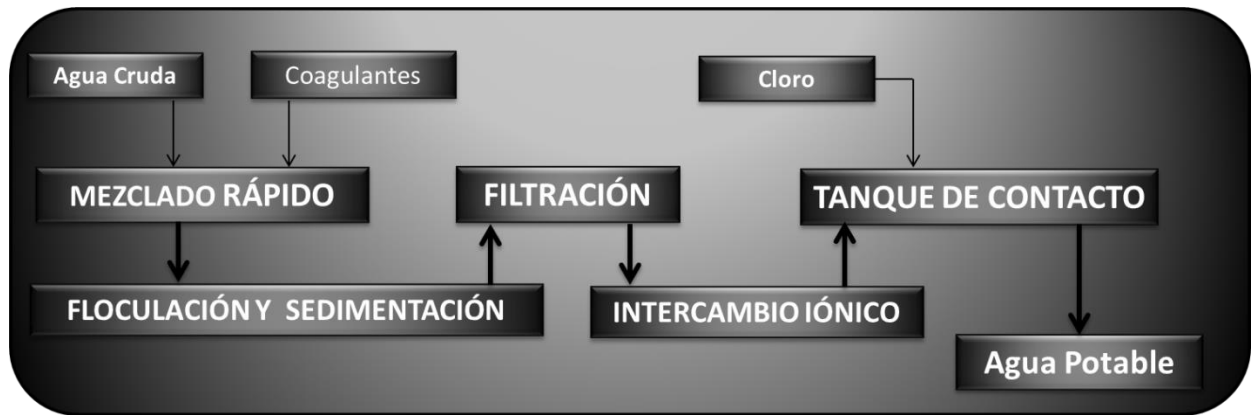 Agua Cruda
Coagulantes
Cloro
MEZCLADO RÁPIDO
FILTRACIÓN
TANQUE DE CONTACTO
FLOCULACIÓN Y SEDIMENTACIÓN
INTERCAMBIO IÓNICO
Agua Potable